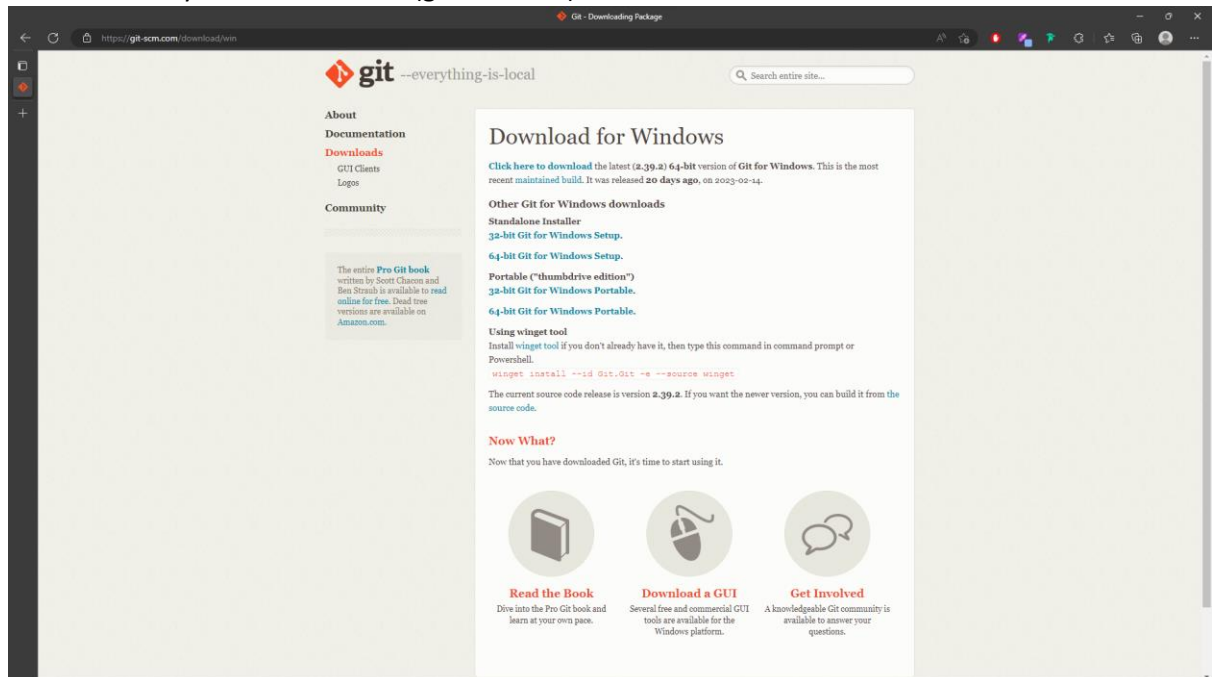 Git - Downloading Package
https://git-scm.com/download/win
git --everything-is-local
Search entire site...
About
Documentation
Downloads
GUI Clients
Logos
Community
The entire Pro Git book
written by Scott Chacon and
Ben Straub is available to read
online for free. Dead tree
versions are available on
Amazon.com.
Download for Windows
Click here to download the latest (2.39.2) 64-bit version of Git for Windows. This is the most
recent maintained build. It was released 20 days ago, on 2023-02-14.
Other Git for Windows downloads
Standalone Installer
32-bit Git for Windows Setup.
64-bit Git for Windows Setup.
Portable ("thumbdrive edition")
32-bit Git for Windows Portable.
64-bit Git for Windows Portable.
Using winget tool
Install winget tool if you don't already have it, then type this command in command prompt or
Powershell.
winget install --id Git.Git -e --source winget
The current source code release is version 2.39.2. If you want the newer version, you can build it from the
source code.
Now What?
Now that you have downloaded Git, it's time to start using it.
Read the Book
Dive into the Pro Git book and
learn at your own pace.
Download a GUI
Several free and commercial GUI
tools are available for the
Windows platform.
Get Involved
A knowledgeable Git community is
available to answer your
questions.